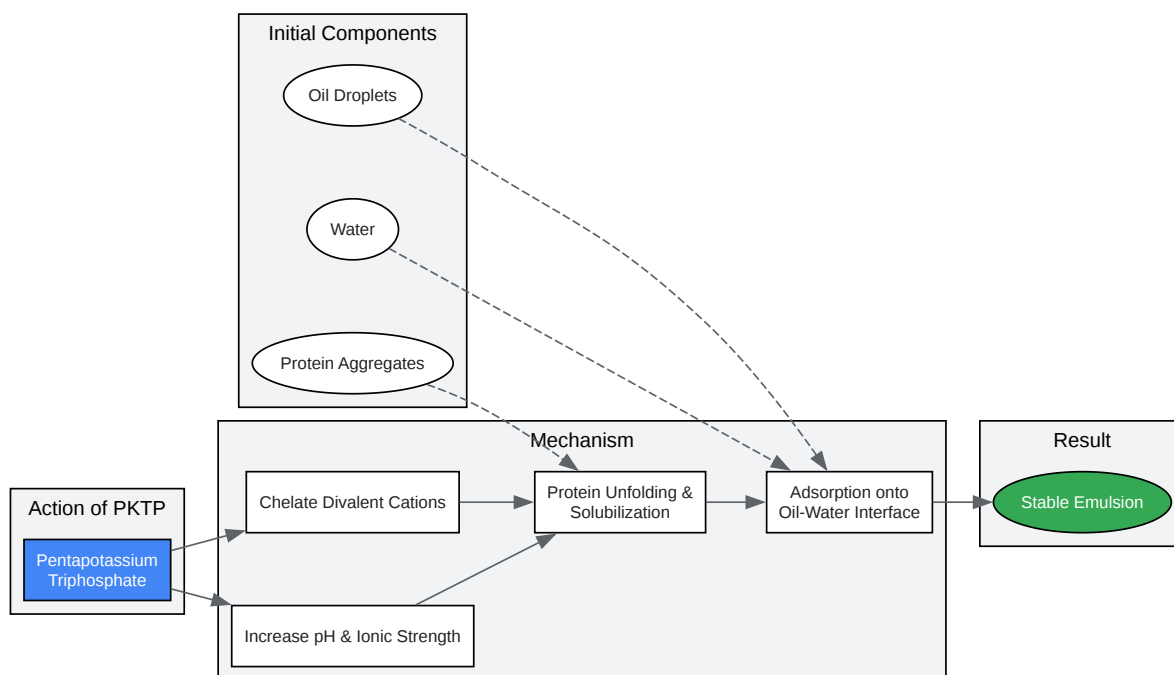 Initial Components
Oil Droplets
Water
Protein Aggregates
Mechanism
Chelate Divalent Cations
Protein Unfolding &
Solubilization
Adsorption onto
Oil-Water Interface
Increase pH & Ionic Strength
Action of PKTP
Pentapotassium
Triphosphate
Result
Stable Emulsion